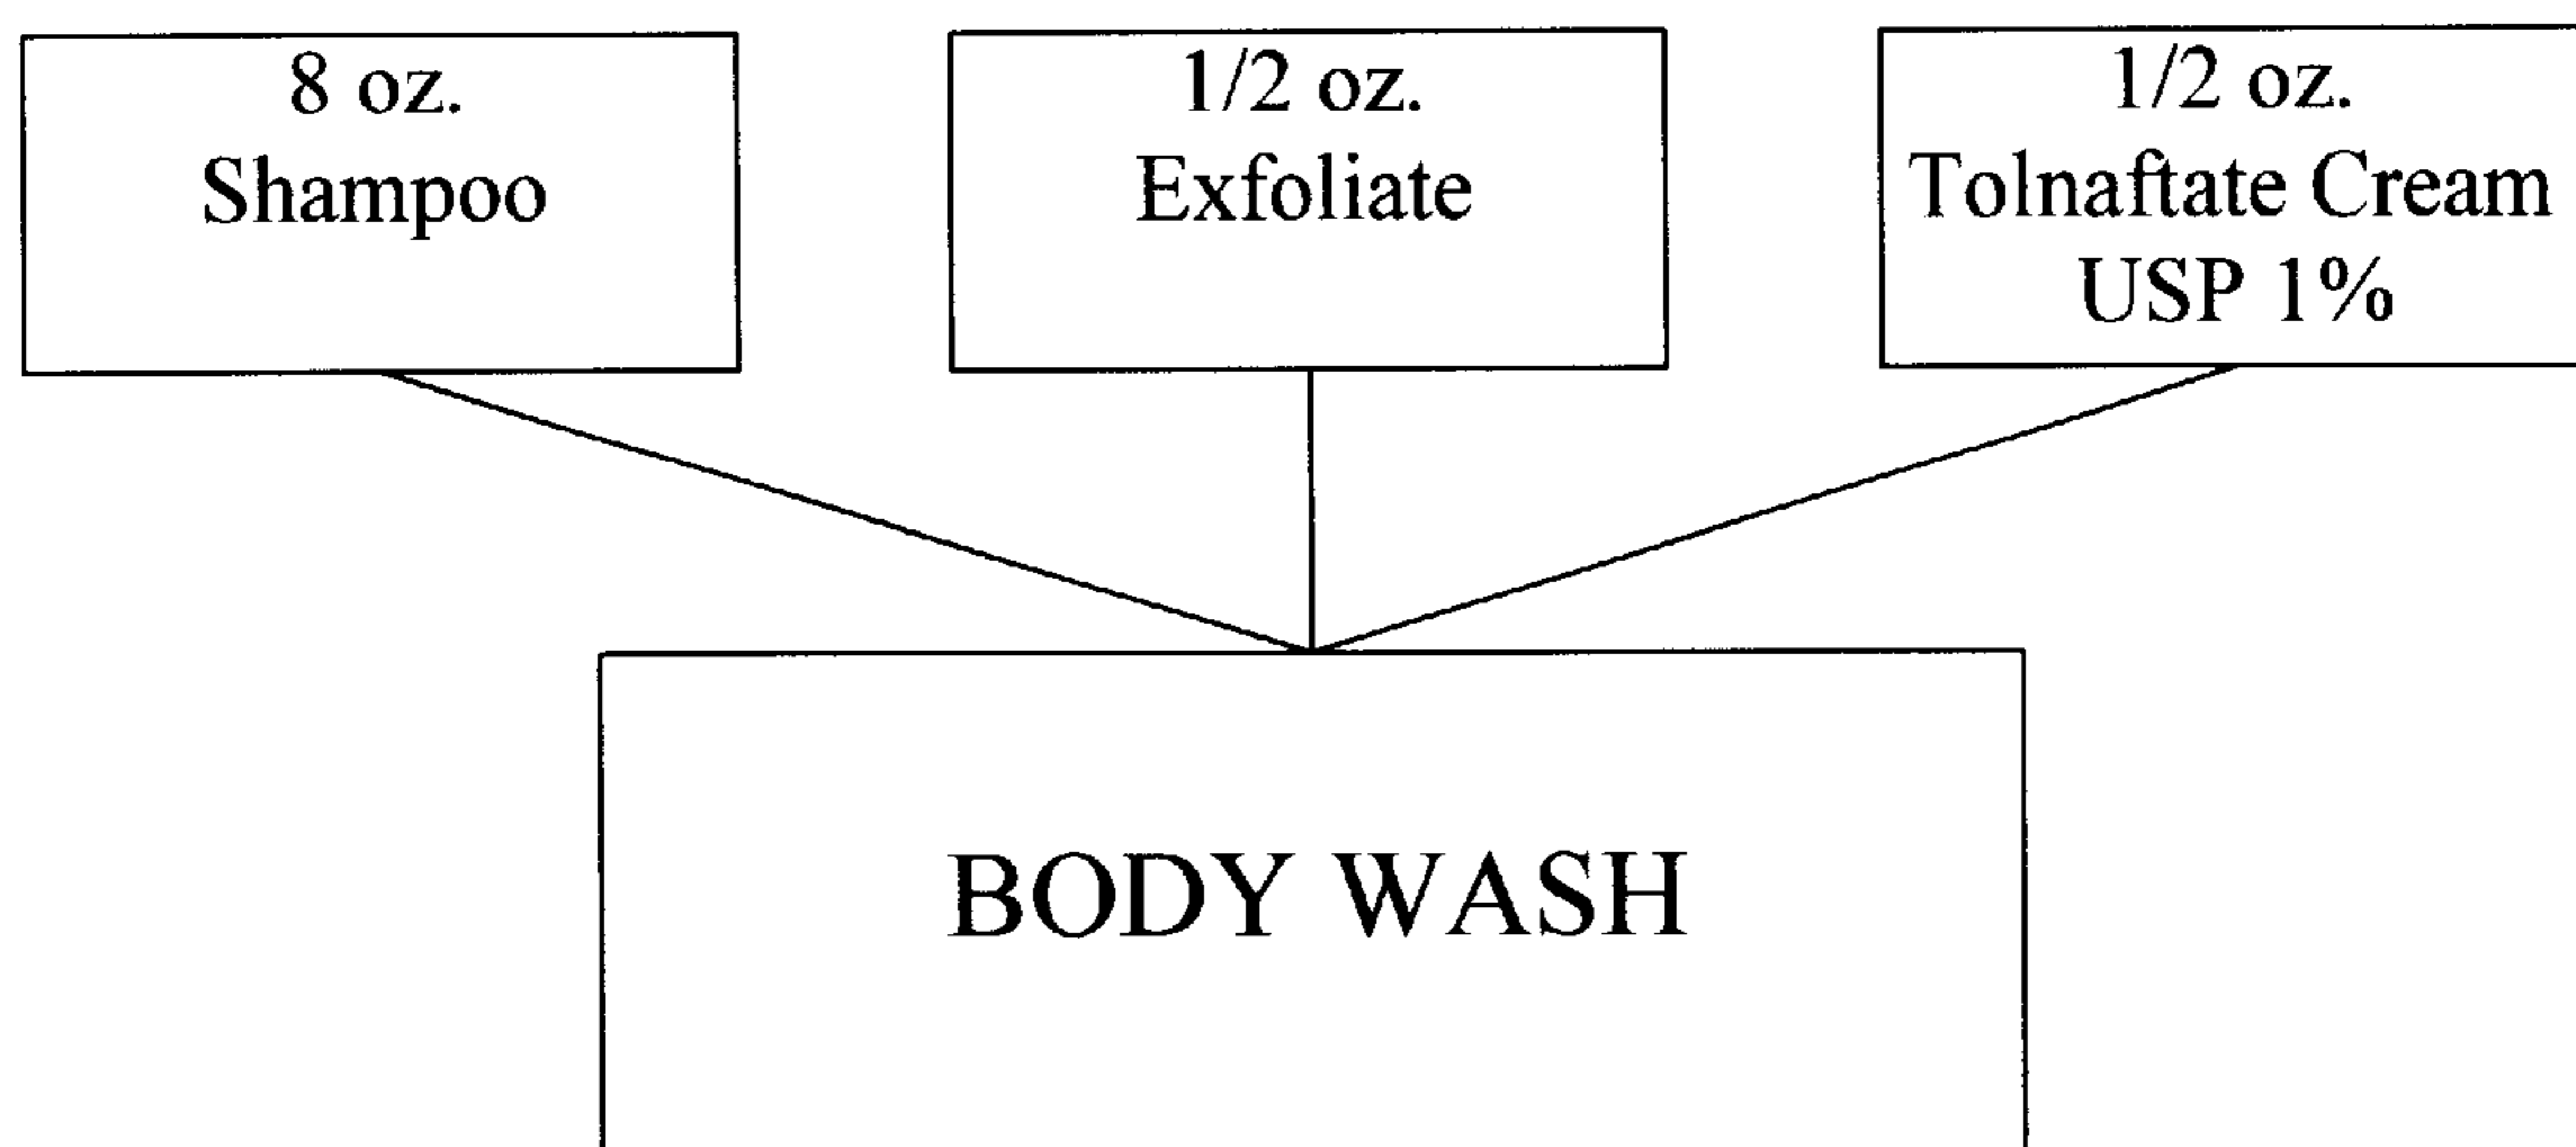 8 oz.
Shampoo
1/2 oz.
Exfoliate
1/2 oz.
Tolnaftate Cream
USP 1%
BODY WASH